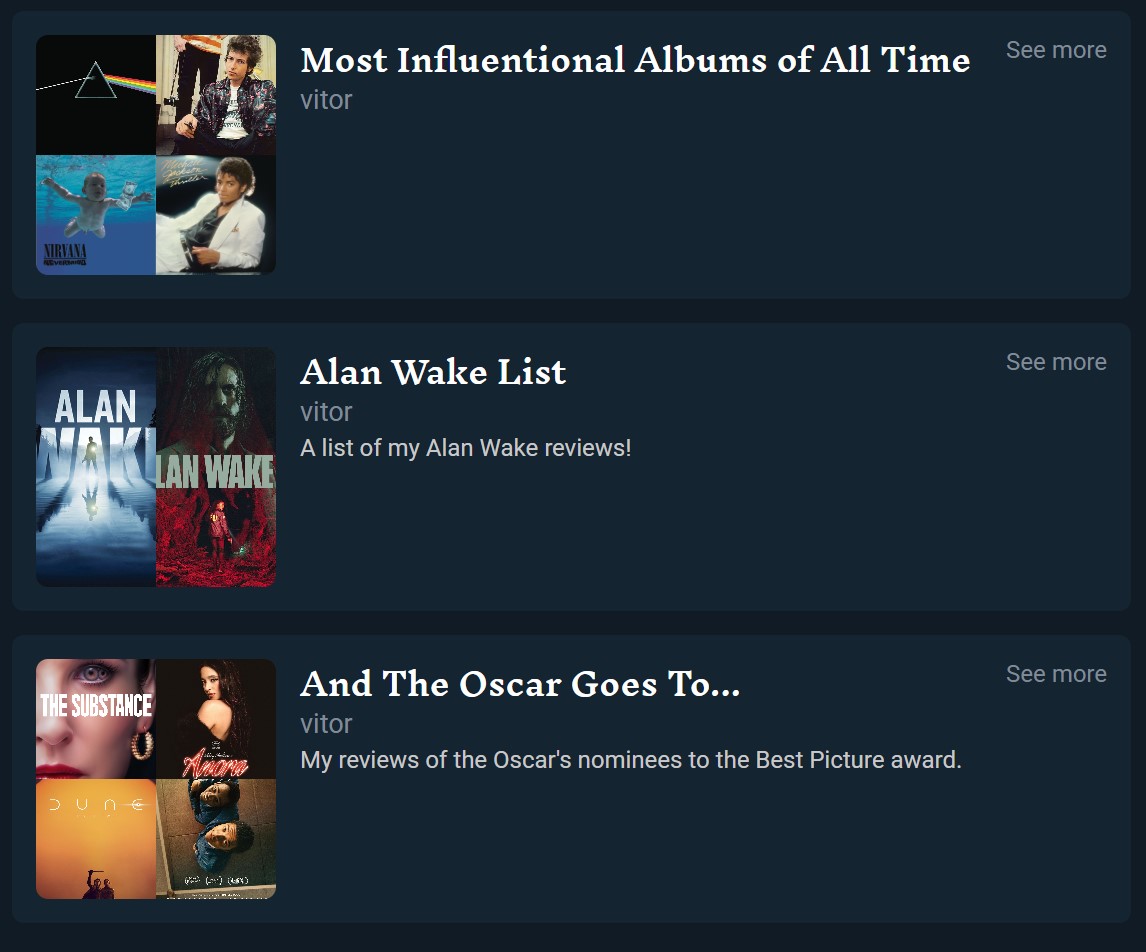 Most Influentional Albums of All Time
See more
vitor
NIRVANA
NEVERMIND
Alan Wake List
See more
vitor
A list of my Alan Wake reviews!
ALAN
WAKE
LAN WAKE
And The Oscar Goes To...
See more
vitor
My reviews of the Oscar's nominees to the Best Picture award.
THE SUBSTANCE
Anora
DUNE